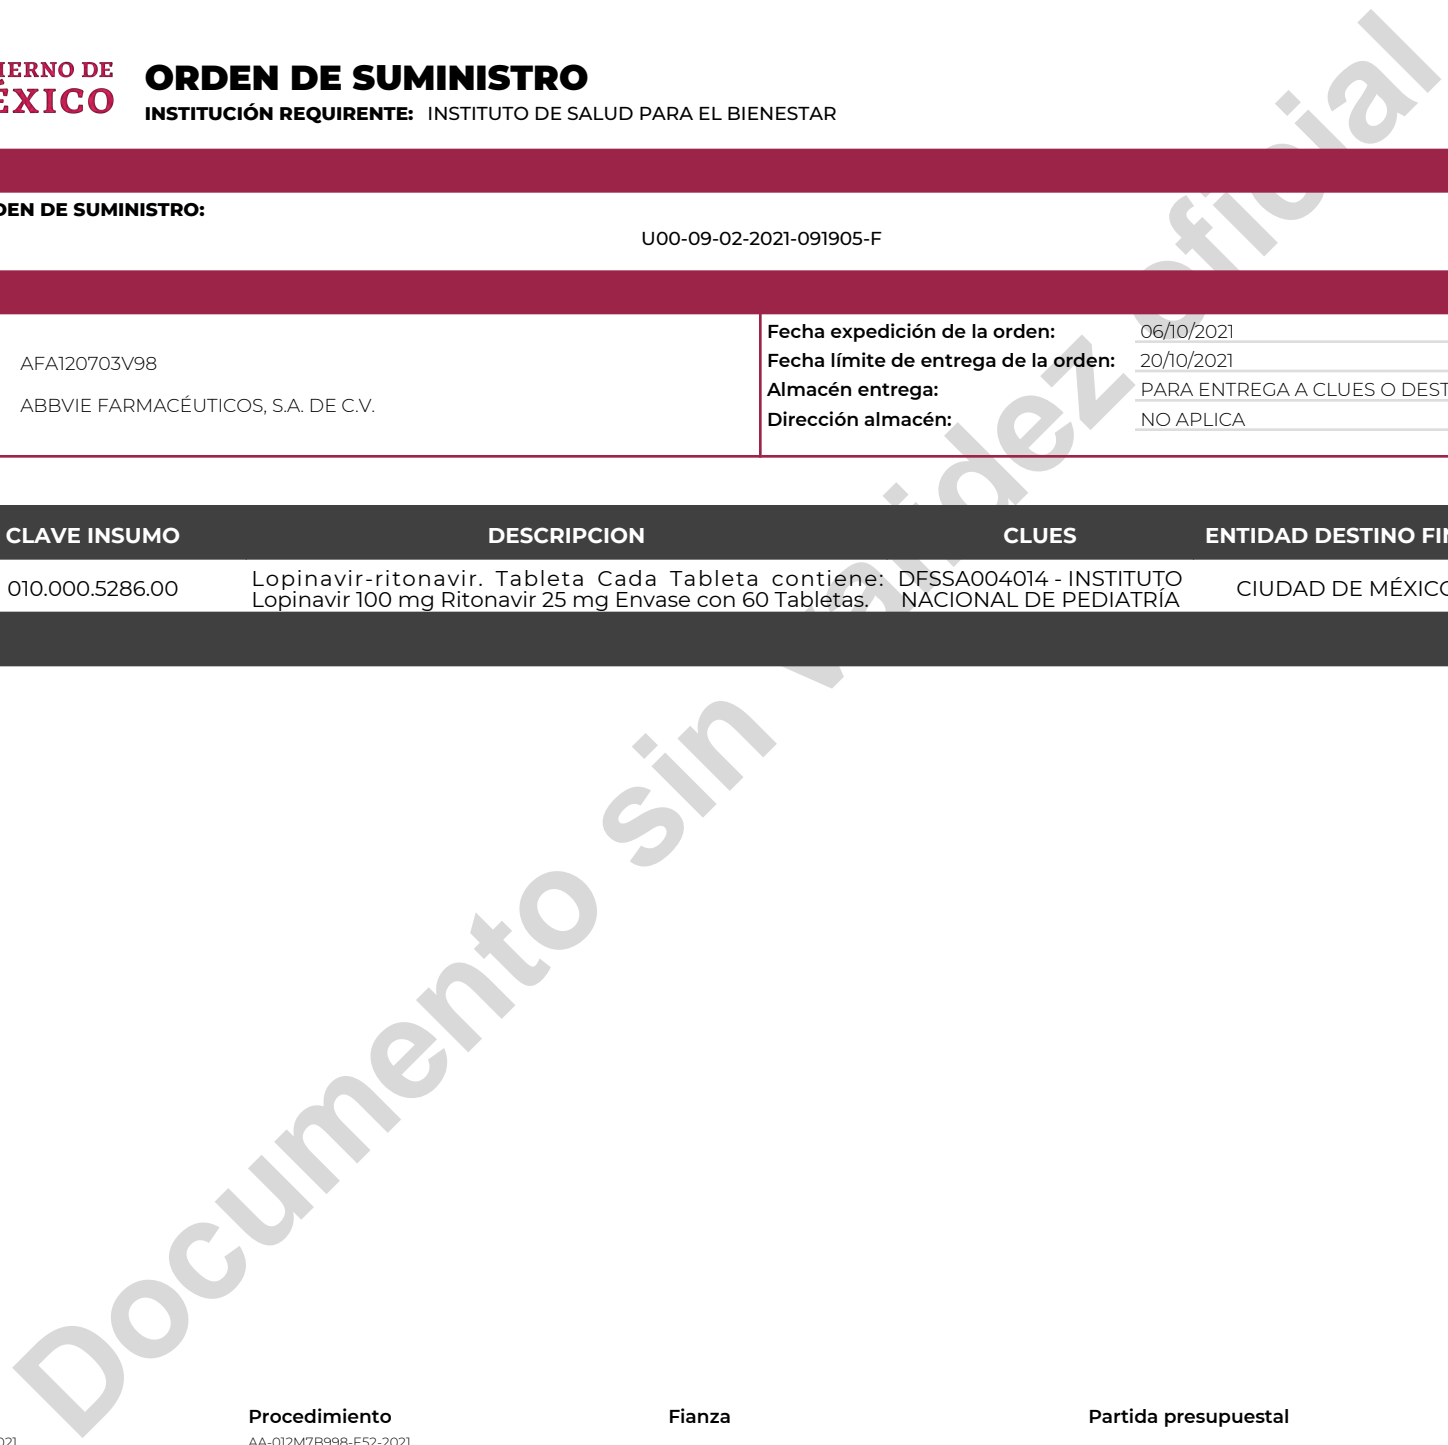 IERNO DE
ÉXICO
ORDEN DE SUMINISTRO
INSTITUCIÓN REQUIRENTE: INSTITUTO DE SALUD PARA EL BIENESTAR
DEN DE SUMINISTRO:
U00-09-02-2021-091905-F
AFA120703V98
ABBVIE FARMACÉUTICOS, S.A. DE C.V.
Fecha expedición de la orden: 06/10/2021
Fecha límite de entrega de la orden: 20/10/2021
Almacén entrega: PARA ENTREGA A CLUES O DEST
Dirección almacén: NO APLICA
CLAVE INSUMO DESCRIPCION CLUES ENTIDAD DESTINO FIN
010.000.5286.00
Lopinavir-ritonavir. Tableta Cada Tableta contiene:
Lopinavir 100 mg Ritonavir 25 mg Envase con 60 Tabletas.
DFSSA004014 - INSTITUTO
NACIONAL DE PEDIATRÍA
CIUDAD DE MÉXICO
Documento sin validez oficial
Procedimiento Fianza Partida presupuestal
021 AA-012M7B998-E52-2021